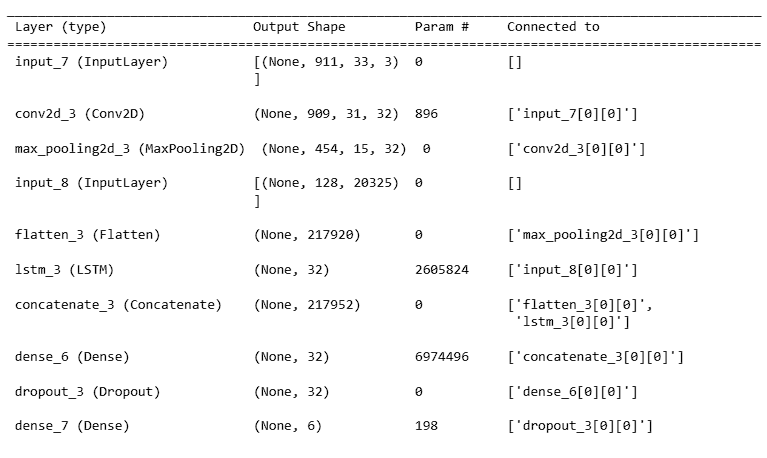 Layer (type) Output Shape Param # Connected to
input_7 (InputLayer) [(None, 911, 33, 3) 0 []
]
conv2d_3 (Conv2D) (None, 909, 31, 32) 896 ['input_7[0][0]']
max_pooling2d_3 (MaxPooling2D) (None, 454, 15, 32) 0 ['conv2d_3[0][0]']
input_8 (InputLayer) [(None, 128, 20325) 0 []
]
flatten_3 (Flatten) (None, 217920) 0 ['max_pooling2d_3[0][0]']
lstm_3 (LSTM) (None, 32) 2605824 ['input_8[0][0]']
concatenate_3 (Concatenate) (None, 217952) 0 ['flatten_3[0][0]',
'lstm_3[0][0]']
dense_6 (Dense) (None, 32) 6974496 ['concatenate_3[0][0]']
dropout_3 (Dropout) (None, 32) 0 ['dense_6[0][0]']
dense_7 (Dense) (None, 6) 198 ['dropout_3[0][0]']